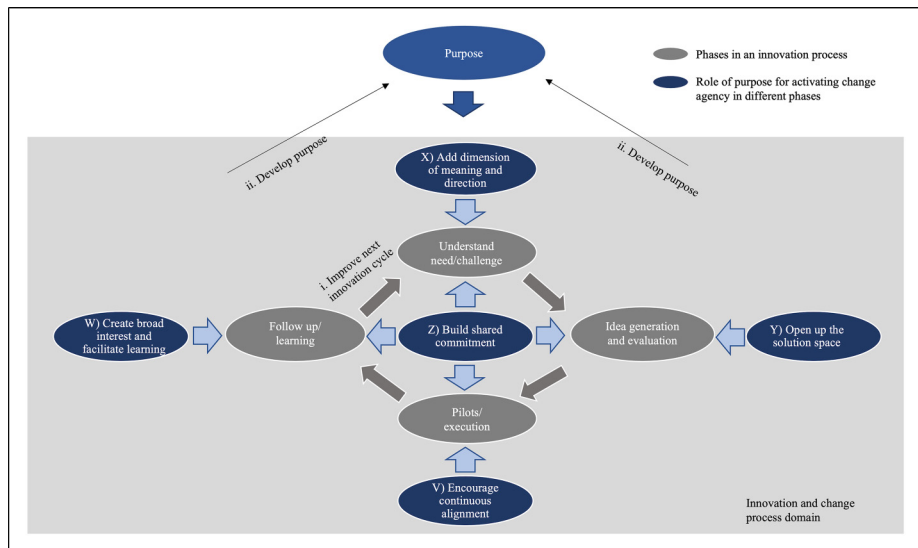 Purpose
Phases in an innovation process
Role of purpose for activating change
agency in different phases
ii. Develop purpose
ii. Develop purpose
X) Add dimension
of meaning and
direction
i. Improve next
innovation cycle
Understand
need/challenge
W) Create broad
interest and
facilitate learning
Follow up/
learning
Z) Build shared
commitment
Idea generation
and evaluation
Y) Open up the
solution space
Pilots/
execution
V) Encourage
continuous
alignment
Innovation and change
process domain